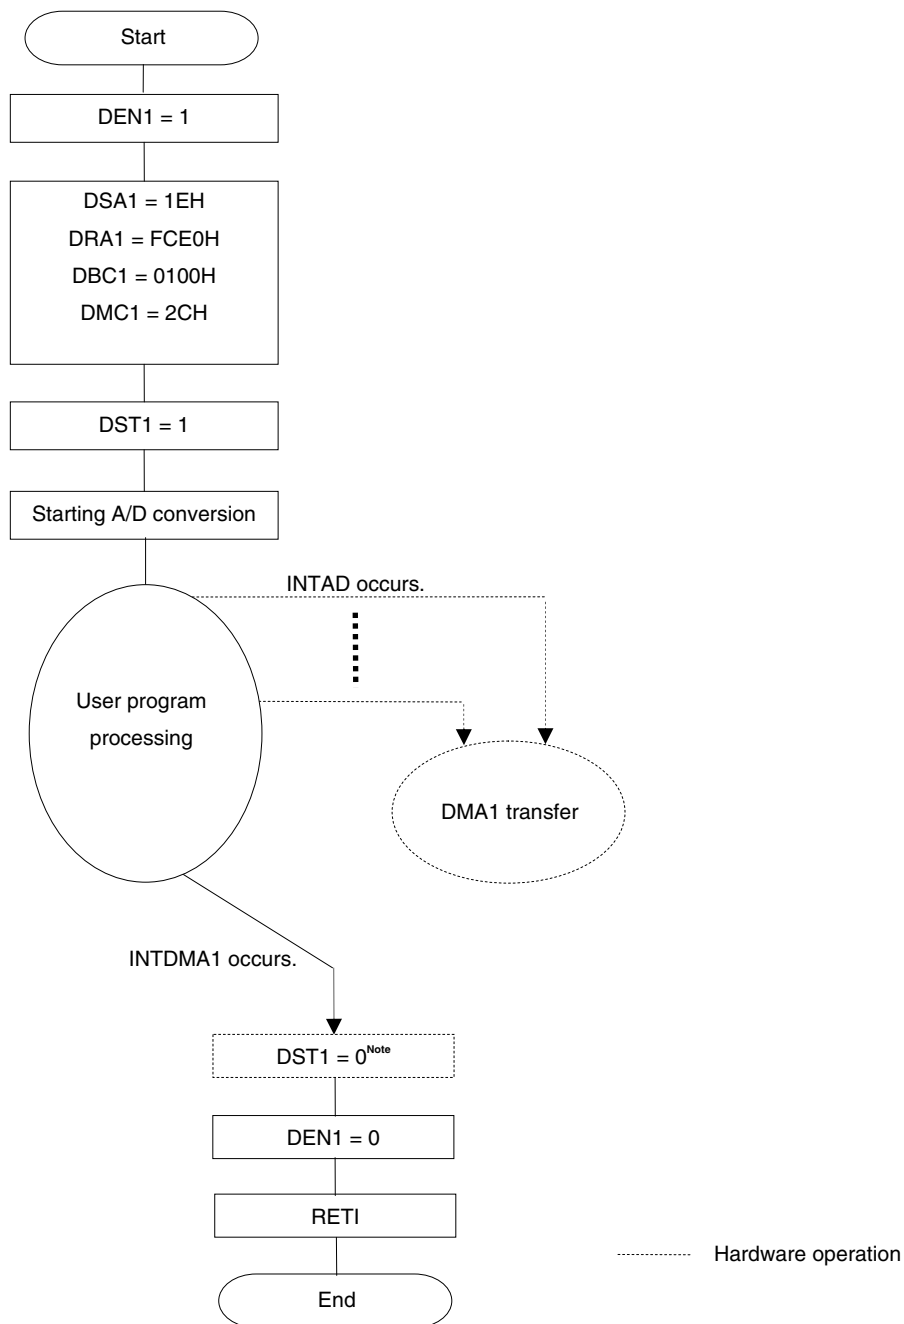 Start
DEN1 = 1
DSA1 = 1EH
DRA1 = FCE0H
DBC1 = 0100H
DMC1 = 2CH
DST1 = 1
Starting A/D conversion
INTAD occurs.
User program
processing
DMA1 transfer
INTDMA1 occurs.
DST1 = 0Note
DEN1 = 0
RETI
Hardware operation
End